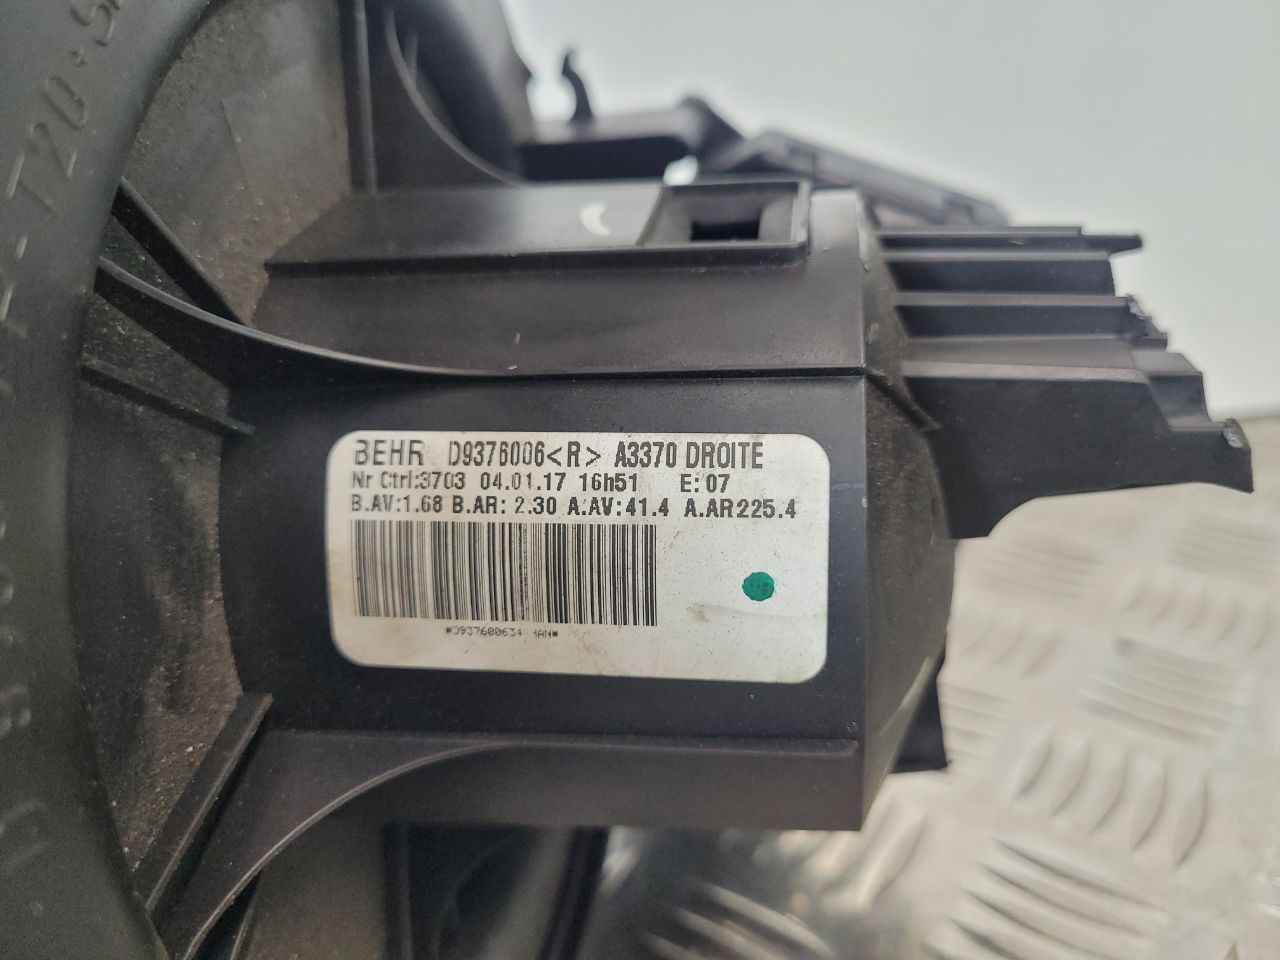 BEHR D9376006<R> A3370 DROITE
Nr Ctrl:3703 04.01.17 16h51 E:07
B.AV:1.68 B.AR: 2.30 A.AV:41.4 A.AR225.4
T20